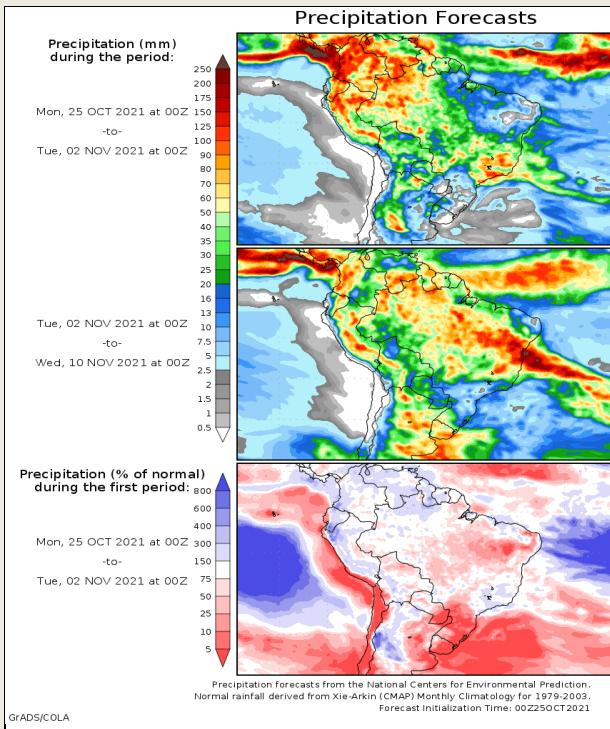 Precipitation Forecasts
Precipitation (mm)
during the period:
Mon, 25 OCT 2021 at 00Z
-to-
Tue, 02 NOV 2021 at 00Z
250
200
175
150
125
100
90
80
70
60
50
40
35
30
25
20
16
13
10
7.5
5
2.5
2
1.5
1
0.5
Tue, 02 NOV 2021 at 00Z
-to-
Wed, 10 NOV 2021 at 00Z
Precipitation (% of normal)
during the first period:
Mon, 25 OCT 2021 at 00Z
-to-
Tue, 02 NOV 2021 at 00Z
800
600
400
300
150
75
50
25
10
5
Precipitation forecasts from the National Centers for Environmental Prediction.
Normal rainfall derived from Xie-Arkin (CMAP) Monthly Climatology for 1979-2003.
Forecast Initialization Time: 00Z25OCT2021
GrADS/COLA